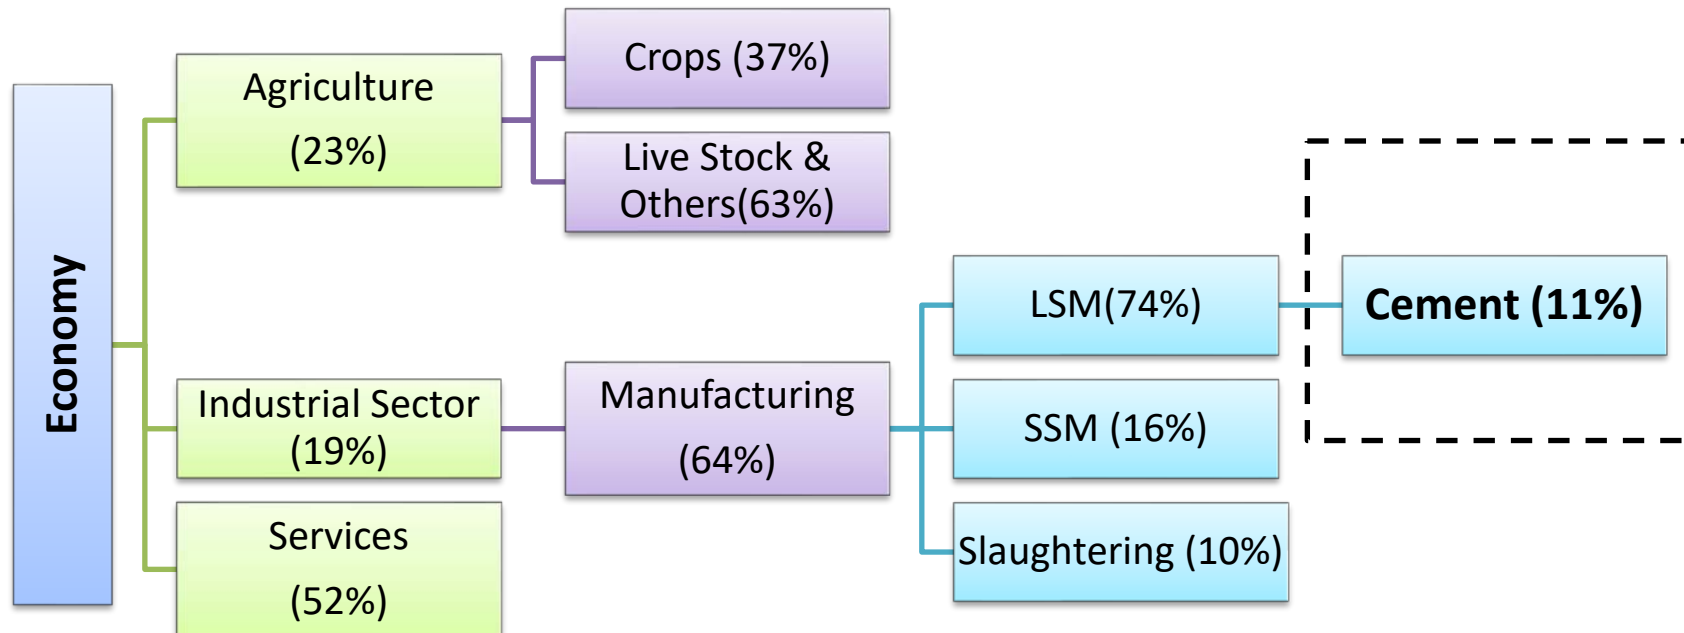 Economy
Agriculture
(23%)
Crops (37%)
Live Stock &
Others(63%)
Industrial Sector
(19%)
Manufacturing
(64%)
LSM(74%)
Cement (11%)
SSM (16%)
Slaughtering (10%)
Services
(52%)